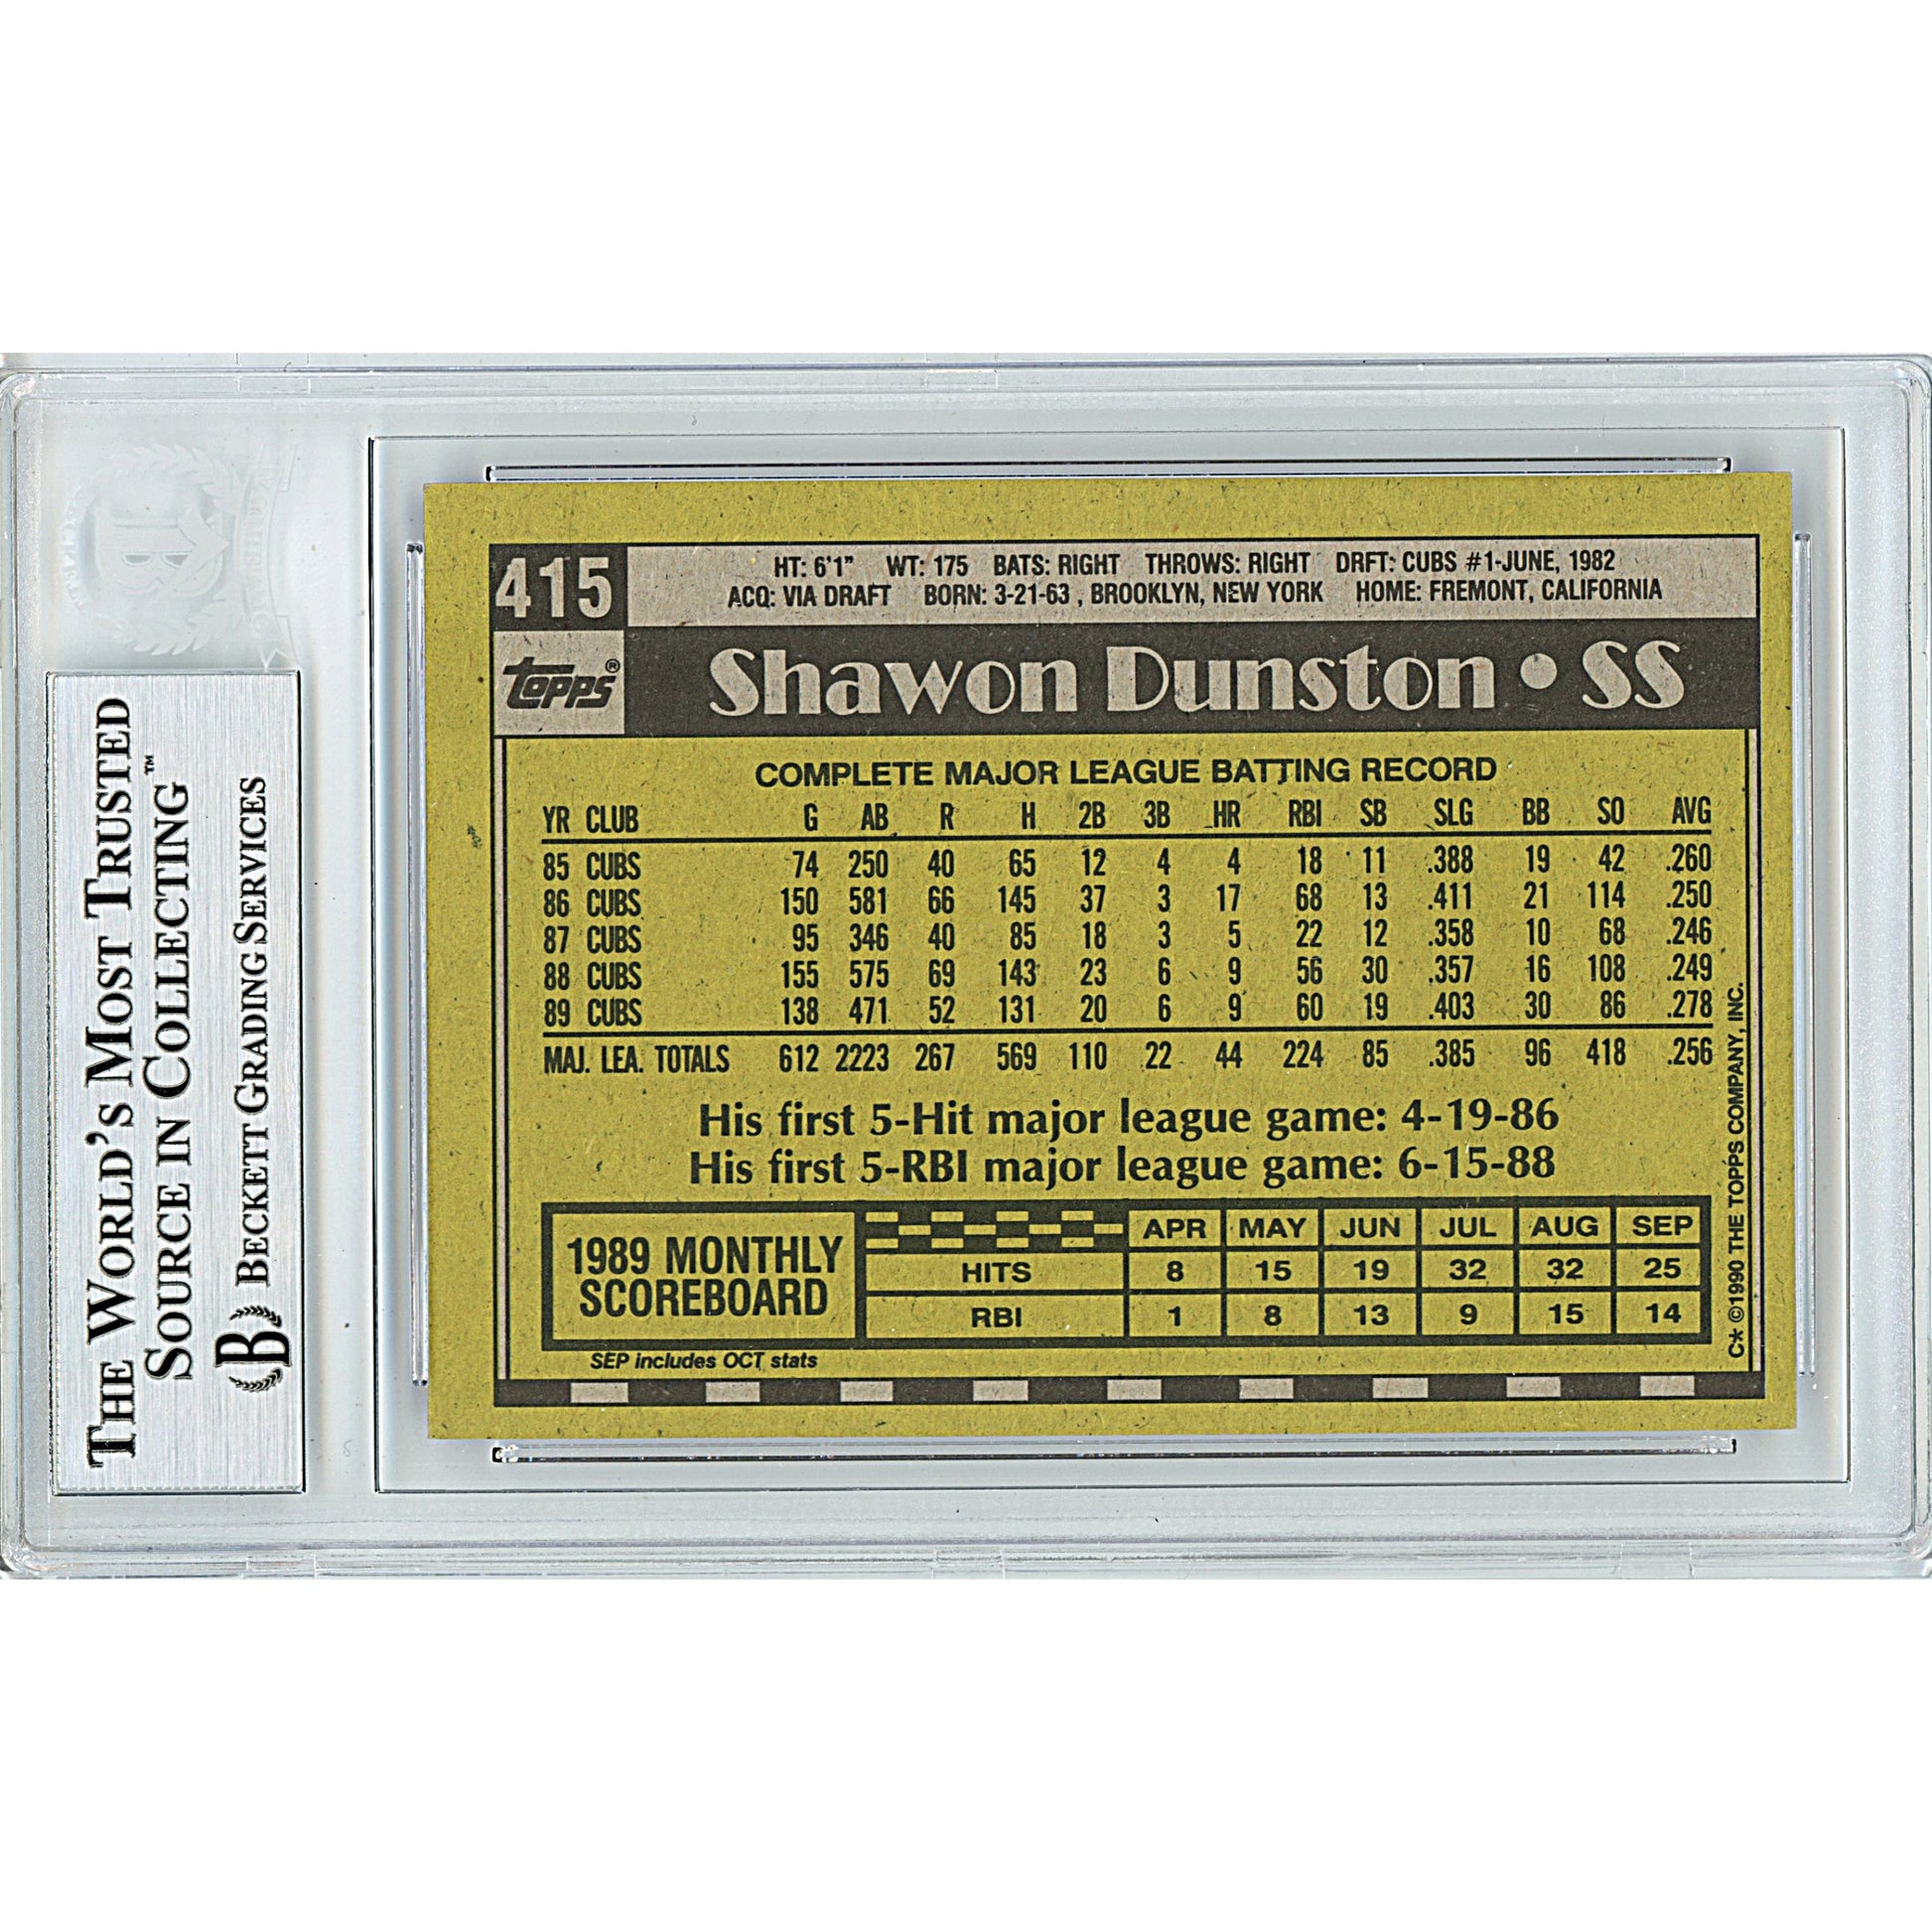 THE WORLD'S MOST TRUSTED
SOURCE IN COLLECTING™
BECKETT GRADING SERVICES
B
415
HT: 6'1" WT: 175 BATS: RIGHT THROWS: RIGHT DRFT: CUBS #1-JUNE, 1982
ACQ: VIA DRAFT BORN: 3-21-63 , BROOKLYN, NEW YORK HOME: FREMONT, CALIFORNIA
topps®
Shawon Dunston • SS
COMPLETE MAJOR LEAGUE BATTING RECORD
YR CLUB G AB R H 2B 3B HR RBI SB SLG BB SO AVG
85 CUBS 74 250 40 65 12 4 4 18 11 .388 19 42 .260
86 CUBS 150 581 66 145 37 3 17 68 13 .411 21 114 .250
87 CUBS 95 346 40 85 18 3 5 22 12 .358 10 68 .246
88 CUBS 155 575 69 143 23 6 9 56 30 .357 16 108 .249
89 CUBS 138 471 52 131 20 6 9 60 19 .403 30 86 .278
MAJ. LEA. TOTALS 612 2223 267 569 110 22 44 224 85 .385 96 418 .256
His first 5-Hit major league game: 4-19-86
His first 5-RBI major league game: 6-15-88
1989 MONTHLY
SCOREBOARD
APR MAY JUN JUL AUG SEP
HITS 8 15 19 32 32 25
RBI 1 8 13 9 15 14
SEP includes OCT stats
C* ©1990 THE TOPPS COMPANY, INC.